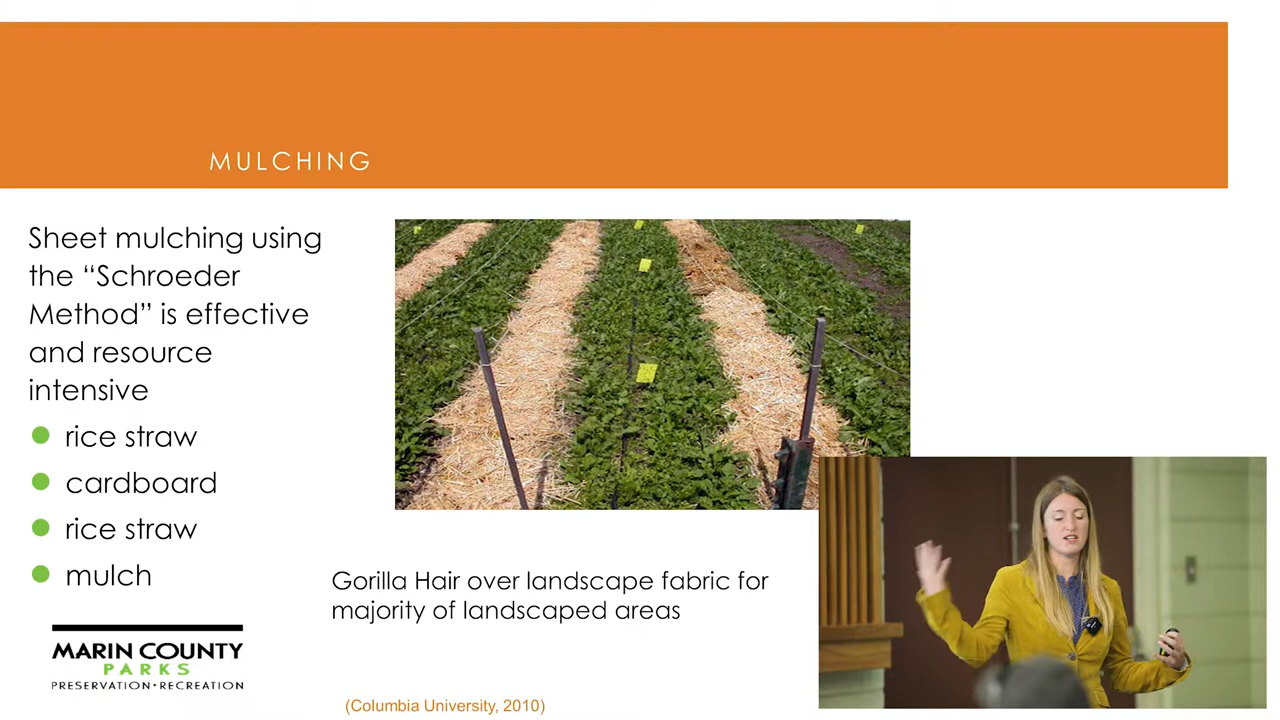 MULCHING
Sheet mulching using
the “Schroeder
Method” is effective
and resource
intensive
rice straw
cardboard
rice straw
mulch
Gorilla Hair over landscape fabric for
majority of landscaped areas
MARIN COUNTY
PARKS
PRESERVATION·RECREATION
(Columbia University, 2010)